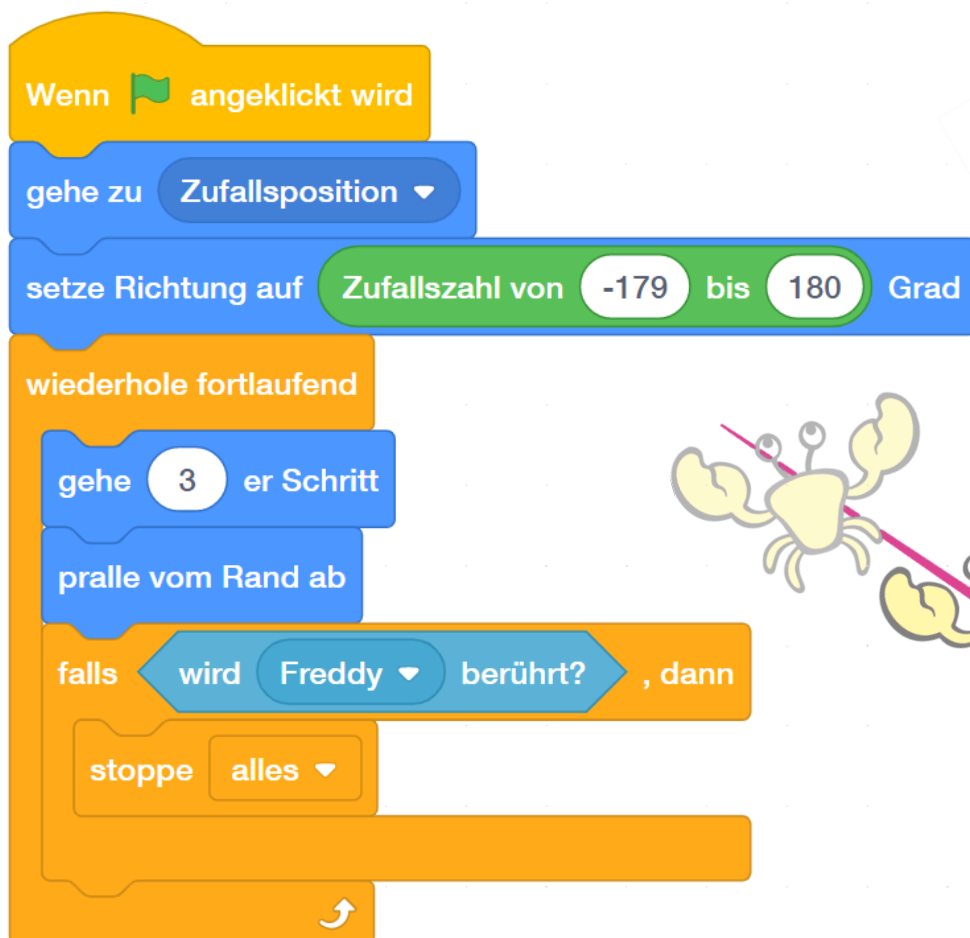 Wenn angeklickt wird
gehe zu Zufallsposition
setze Richtung auf Zufallszahl von -179 bis 180 Grad
wiederhole fortlaufend
gehe 3 er Schritt
pralle vom Rand ab
falls wird Freddy berührt? , dann
stoppe alles